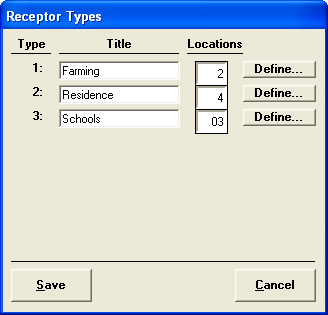 Receptor Types
Type Title Locations
1: Farming 2 Define...
2: Residence 4 Define...
3: Schools 03 Define...
Save Cancel